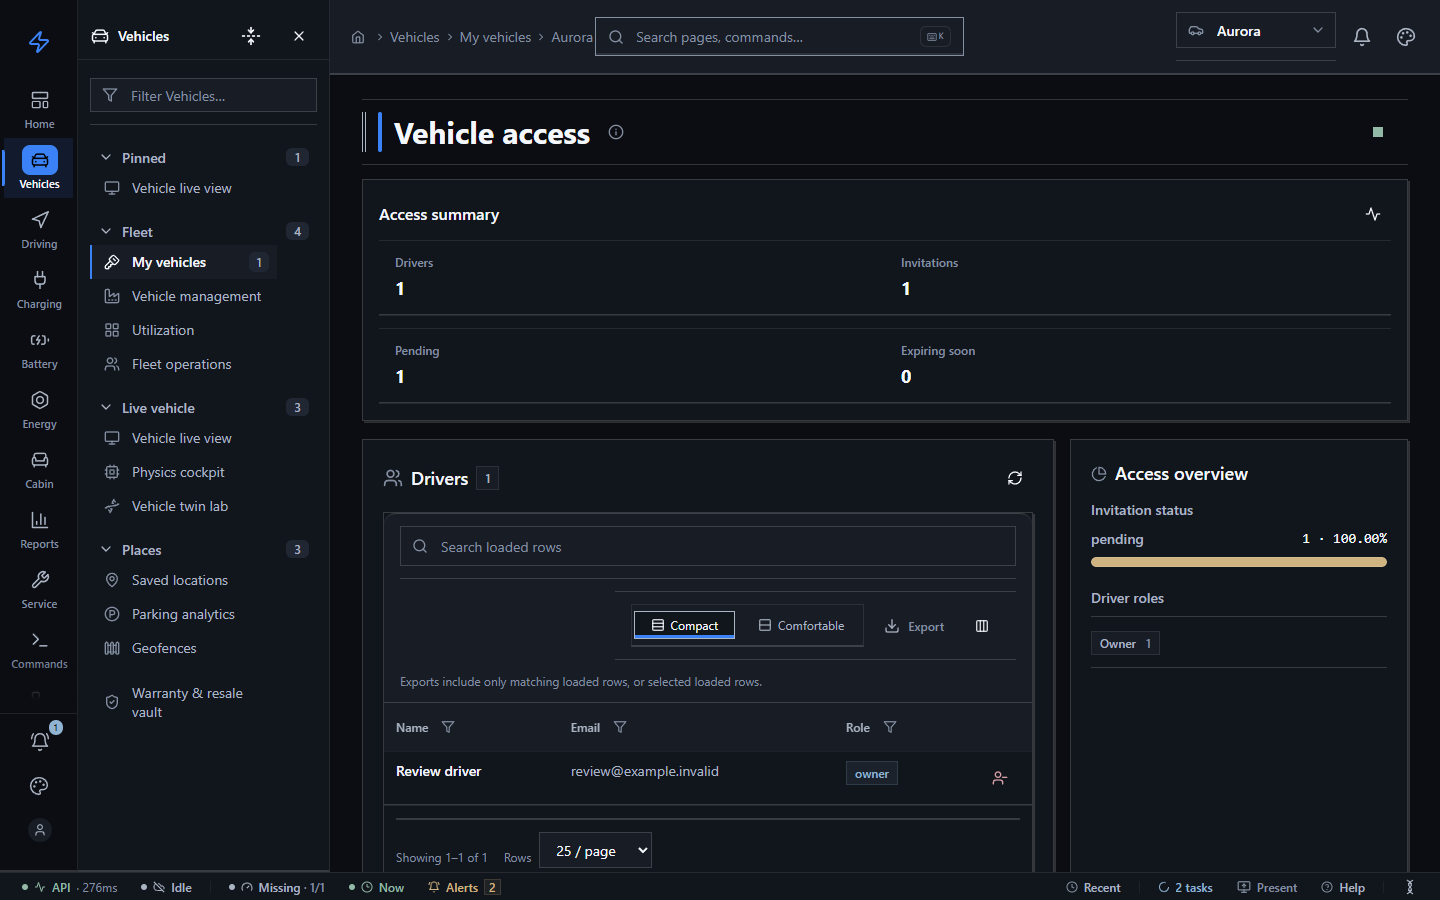 Home
Vehicles
Driving
Charging
Battery
Energy
Cabin
Reports
Service
Commands
1
Vehicles
Filter Vehicles...
Pinned 1
Vehicle live view
Fleet 4
My vehicles 1
Vehicle management
Utilization
Fleet operations
Live vehicle 3
Vehicle live view
Physics cockpit
Vehicle twin lab
Places 3
Saved locations
Parking analytics
Geofences
Warranty & resale
vault
Vehicles My vehicles Aurora
Search pages, commands... K
Aurora
Vehicle access
Access summary
Drivers
1
Invitations
1
Pending
1
Expiring soon
0
Drivers 1
Search loaded rows
Compact Comfortable Export
Exports include only matching loaded rows, or selected loaded rows.
Name Email Role
Review driver review@example.invalid owner
Showing 1–1 of 1 Rows 25 / page
Access overview
Invitation status
pending 1 · 100.00%
Driver roles
Owner 1
API · 276ms Idle Missing · 1/1 Now Alerts 2 Recent 2 tasks Present Help